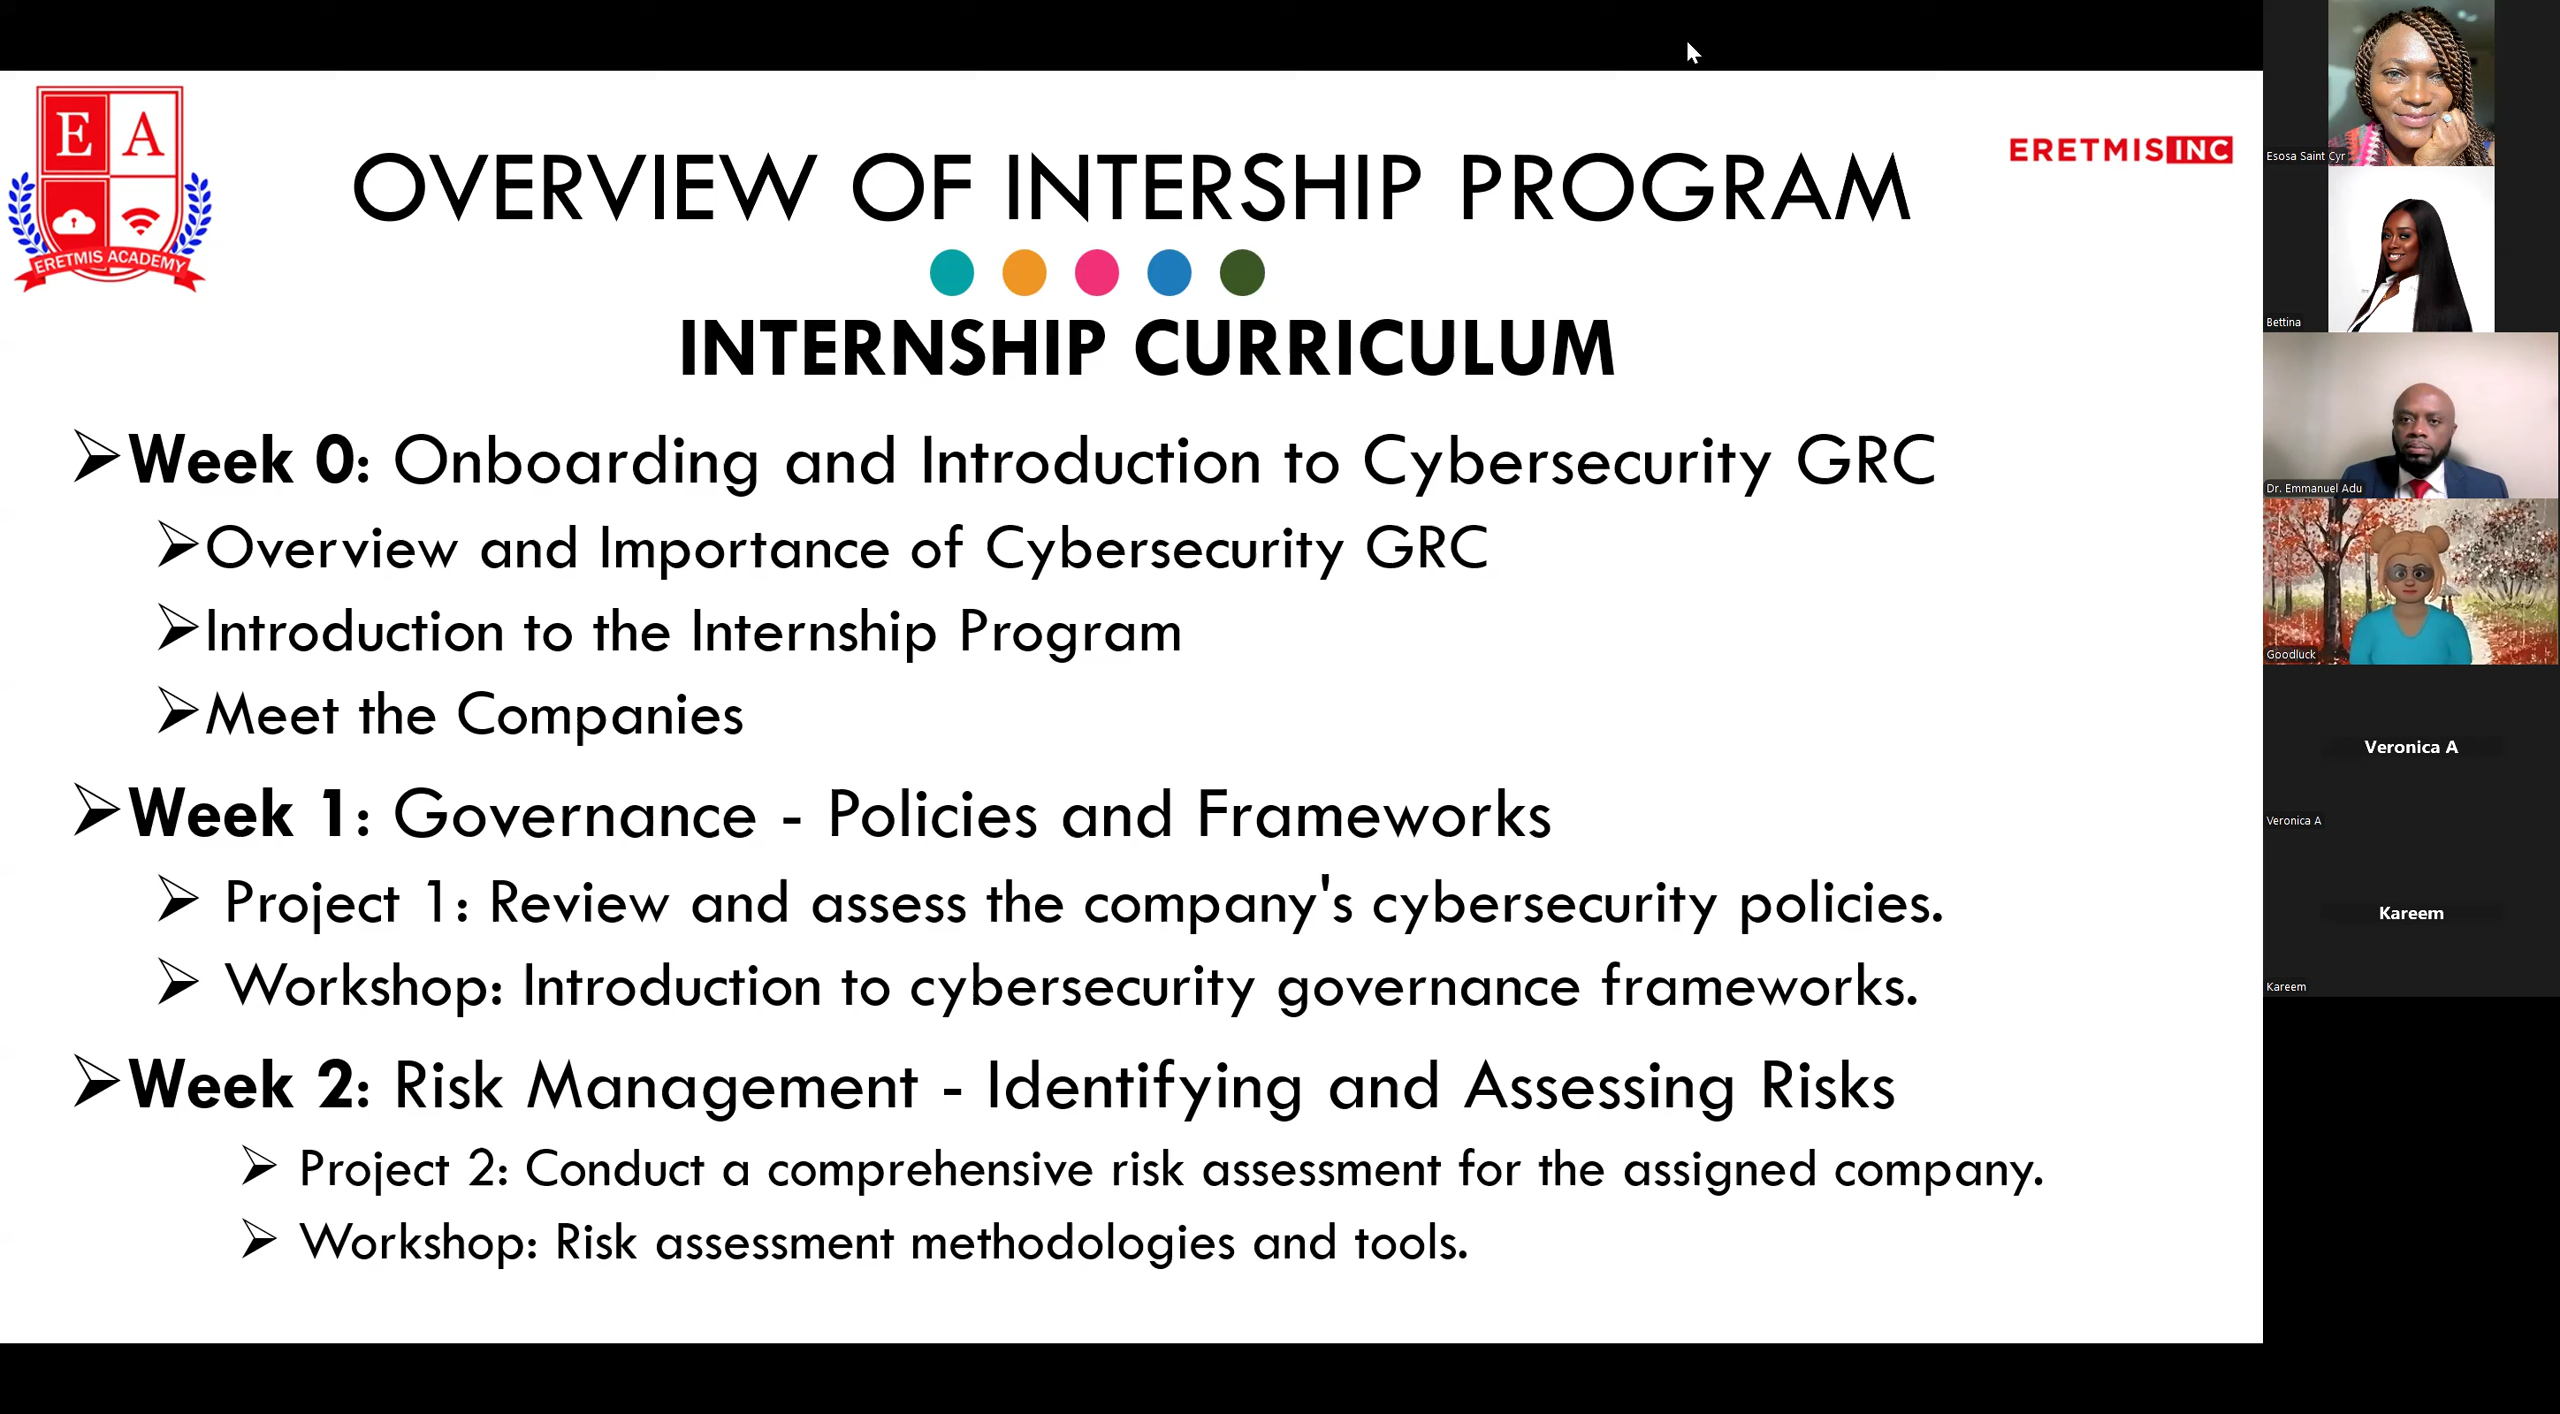 E A
ERETMIS ACADEMY
OVERVIEW OF INTERSHIP PROGRAM
ERETMIS INC
INTERNSHIP CURRICULUM
Week 0: Onboarding and Introduction to Cybersecurity GRC
Overview and Importance of Cybersecurity GRC
Introduction to the Internship Program
Meet the Companies
Week 1: Governance - Policies and Frameworks
Project 1: Review and assess the company's cybersecurity policies.
Workshop: Introduction to cybersecurity governance frameworks.
Week 2: Risk Management - Identifying and Assessing Risks
Project 2: Conduct a comprehensive risk assessment for the assigned company.
Workshop: Risk assessment methodologies and tools.
Esosa Saint Cyr
Bettina
Dr. Emmanuel Adu
Goodluck
Veronica A
Veronica A
Kareem
Kareem